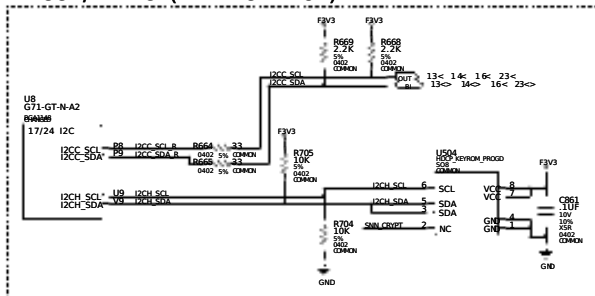 F3V3
F3V3
R669
2.2K
5%
0402
COMMON
R668
2.2K
5%
0402
COMMON
I2CC_SCL
I2CC_SDA
OUT
BI
13< 14< 16< 23<
13<> 14> 16< 23<>
U8
G71-GT-N-A2
17/24 I2C
I2CC_SCL
I2CC_SDA
P8
P9
I2CC_SCL_R
I2CC_SDA_R
R664
33
0402
5%
COMMON
R665
33
0402
5%
COMMON
F3V3
R705
10K
5%
0402
COMMON
I2CH_SCL
I2CH_SDA
U9
V9
I2CH_SCL
I2CH_SDA
R704
10K
5%
0402
COMMON
GND
I2CH_SCL
I2CH_SDA
SNN_CRYPT
U504
HDCP_KEYROM_PROGD
SO8
COMMON
6
SCL
5
SDA
3
SDA
2
NC
VCC
8
VCC
7
GND
4
GND
1
F3V3
C861
.1UF
10V
10%
X5R
0402
COMMON
GND